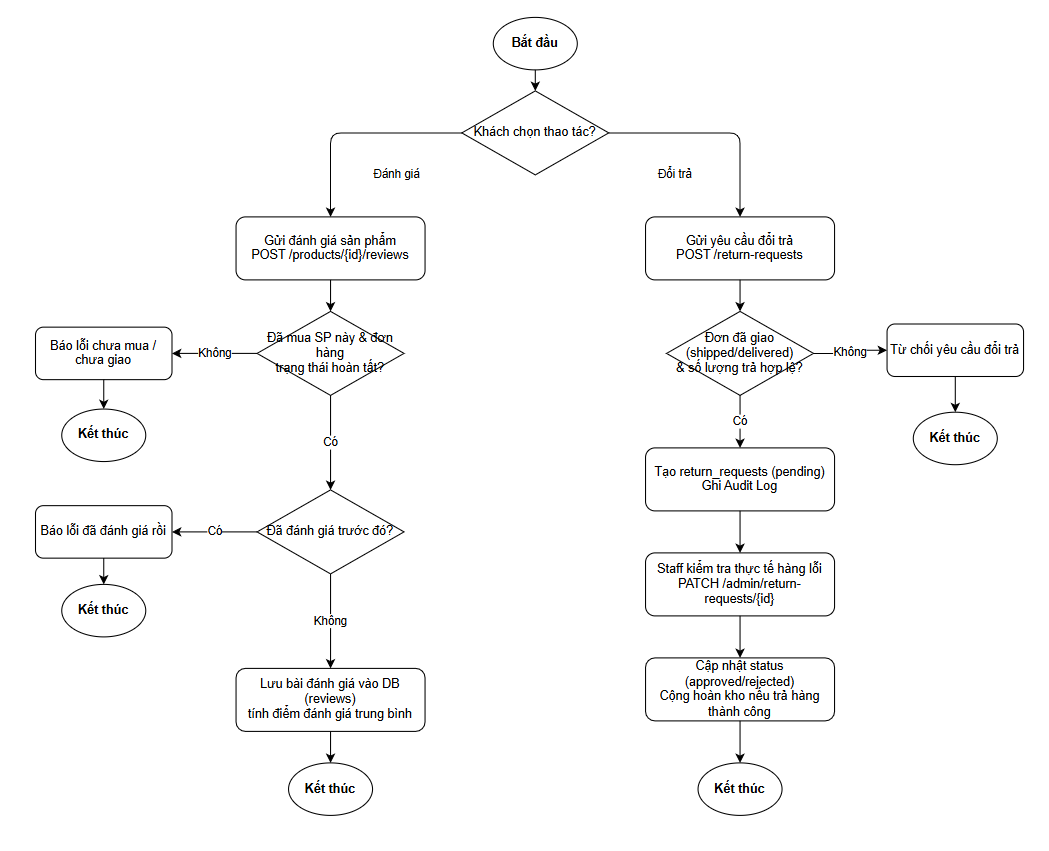 Bắt đầu
Khách chọn thao tác?
Đánh giá
Đổi trả
Gửi đánh giá sản phẩm
POST /products/{id}/reviews
Gửi yêu cầu đổi trả
POST /return-requests
Đã mua SP này & đơn
hàng
trạng thái hoàn tất?
Không
Báo lỗi chưa mua /
chưa giao
Kết thúc
Đơn đã giao
(shipped/delivered)
& số lượng trả hợp lệ?
Không
Từ chối yêu cầu đổi trả
Kết thúc
Có
Có
Tạo return_requests (pending)
Ghi Audit Log
Đã đánh giá trước đó?
Có
Báo lỗi đã đánh giá rồi
Kết thúc
Staff kiểm tra thực tế hàng lỗi
PATCH /admin/return-
requests/{id}
Không
Lưu bài đánh giá vào DB
(reviews)
tính điểm đánh giá trung bình
Cập nhật status
(approved/rejected)
Cộng hoàn kho nếu trả hàng
thành công
Kết thúc
Kết thúc